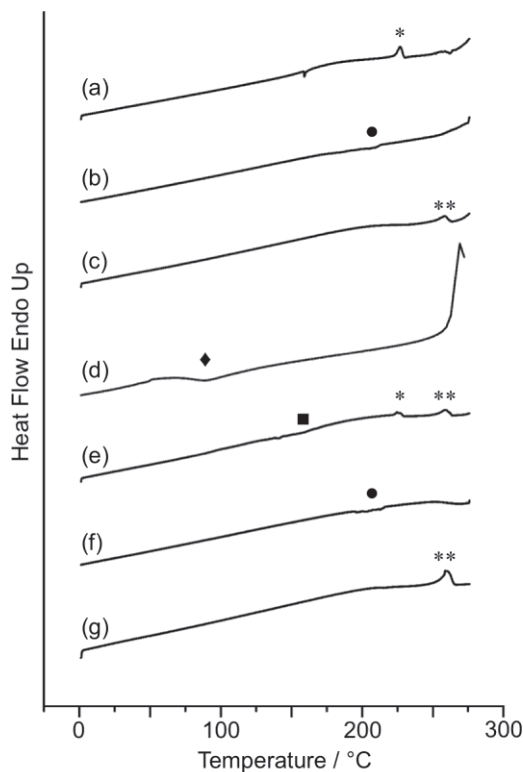 *
(a)
●
(b)
**
(c)
♦
(d)
* **
■
(e)
●
(f)
**
(g)
Heat Flow Endo Up
0 100 200 300
Temperature / °C